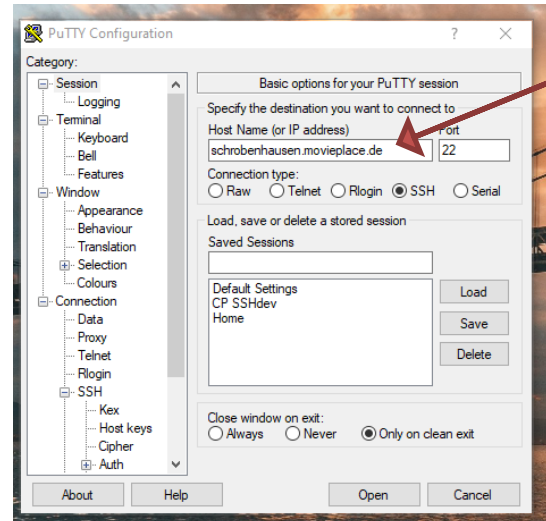 PuTTY Configuration
?
Category:
Session
Logging
Terminal
Keyboard
Bell
Features
Window
Appearance
Behaviour
Translation
Selection
Colours
Connection
Data
Proxy
Telnet
Rlogin
SSH
Kex
Host keys
Cipher
Auth
Basic options for your PuTTY session
Specify the destination you want to connect to
Host Name (or IP address) Port
schrobenhausen.movieplace.de 22
Connection type:
Raw Telnet Rlogin SSH Serial
Load, save or delete a stored session
Saved Sessions
Default Settings
CP SSHdev
Home
Load
Save
Delete
Close window on exit:
Always Never Only on clean exit
About Help Open Cancel